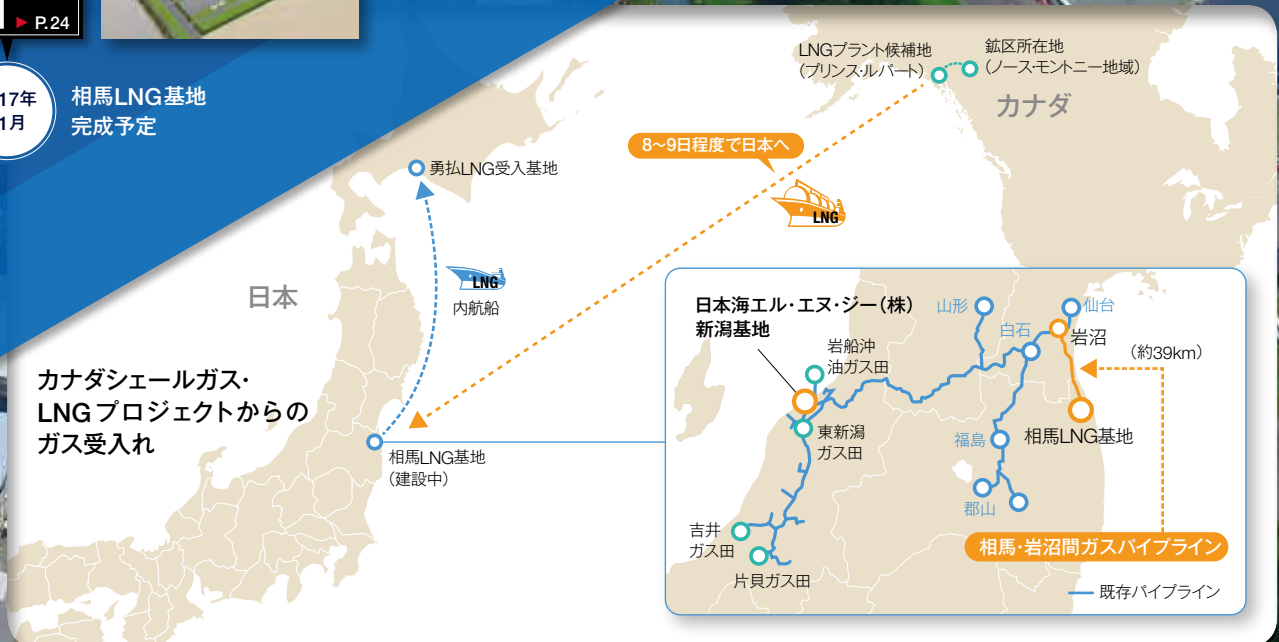 ▶ P.24
17年
1月
相馬LNG基地
完成予定
LNGプラント候補地
(プリンス・ルパート)
鉱区所在地
(ノース・モントニー地域)
カナダ
8〜9日程度で日本へ
LNG
勇払LNG受入基地
LNG
内航船
日本
カナダシェールガス・
LNGプロジェクトからの
ガス受入れ
相馬LNG基地
(建設中)
日本海エル・エヌ・ジー(株)
新潟基地
岩船沖
油ガス田
東新潟
ガス田
吉井
ガス田
片貝ガス田
山形
仙台
白石
岩沼
(約39km)
福島
相馬LNG基地
郡山
相馬・岩沼間ガスパイプライン
既存パイプライン